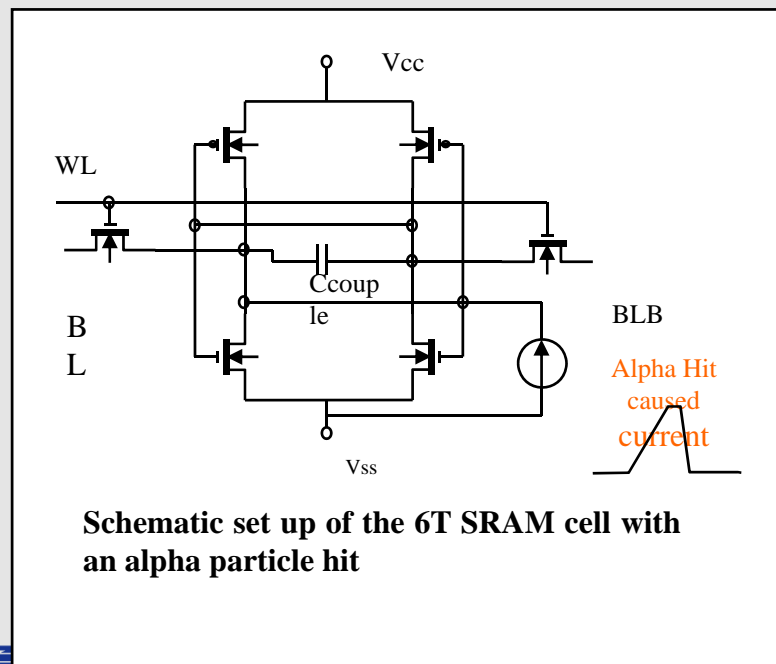 Vcc
WL
Ccoup
le
B
L
BLB
Alpha Hit
caused
current
Vss
Schematic set up of the 6T SRAM cell with
an alpha particle hit